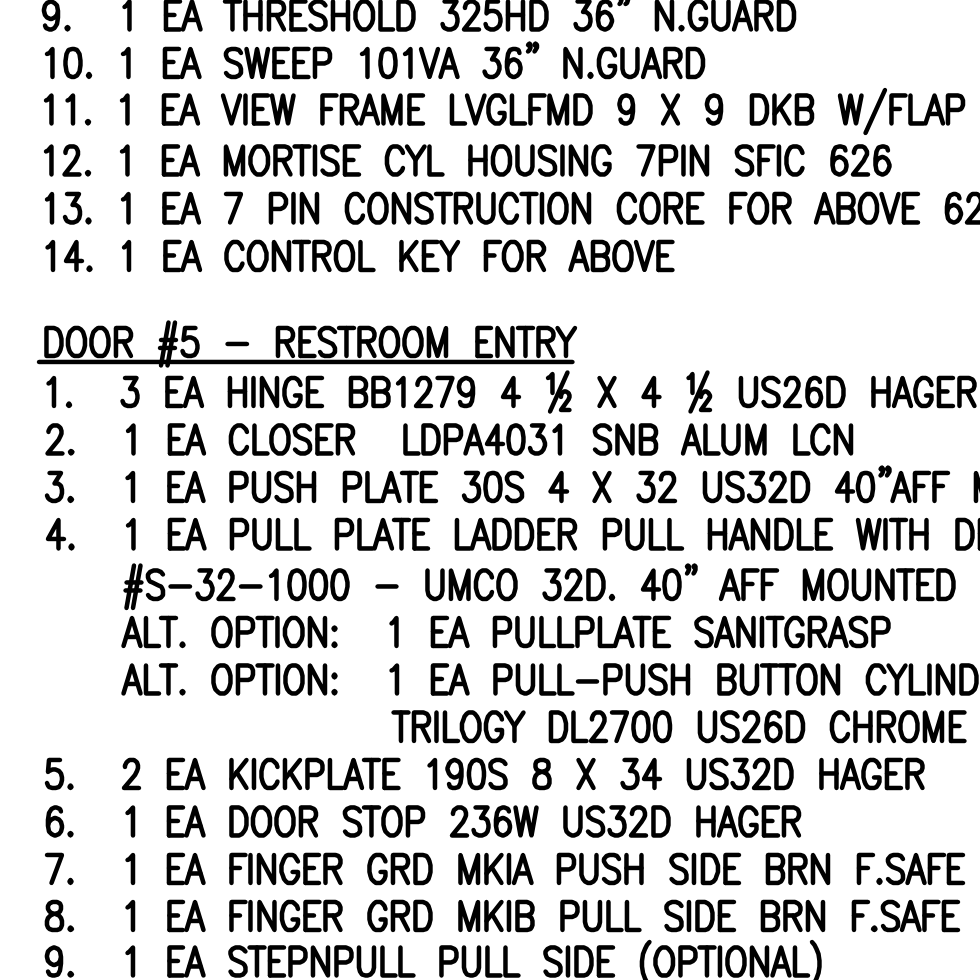 9. 1 EA THRESHOLD 325HD 36" N.GUARD
10. 1 EA SWEEP 101VA 36" N.GUARD
11. 1 EA VIEW FRAME LVGLFMD 9 X 9 DKB W/FLAP
12. 1 EA MORTISE CYL HOUSING 7PIN SFIC 626
13. 1 EA 7 PIN CONSTRUCTION CORE FOR ABOVE
14. 1 EA CONTROL KEY FOR ABOVE
DOOR #5 – RESTROOM ENTRY
1. 3 EA HINGE BB1279 4 ½ X 4 ½ US26D HAGER
2. 1 EA CLOSER LDPA4031 SNB ALUM LCN
3. 1 EA PUSH PLATE 30S 4 X 32 US32D 40"AFF
4. 1 EA PULL PLATE LADDER PULL HANDLE WITH
#S-32-1000 – UMCO 32D. 40" AFF MOUNTED
ALT. OPTION: 1 EA PULLPLATE SANITGRASP
ALT. OPTION: 1 EA PULL-PUSH BUTTON
TRILOGY DL2700 US26D CHROME
5. 2 EA KICKPLATE 190S 8 X 34 US32D HAGER
6. 1 EA DOOR STOP 236W US32D HAGER
7. 1 EA FINGER GRD MKIA PUSH SIDE BRN F.SAFE
8. 1 EA FINGER GRD MKIB PULL SIDE BRN F.SAFE
9. 1 EA STEPNPULL PULL SIDE (OPTIONAL)